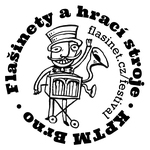 Flašinety a hrací stroje • KPTM Brno •
flasinet.cz/festival